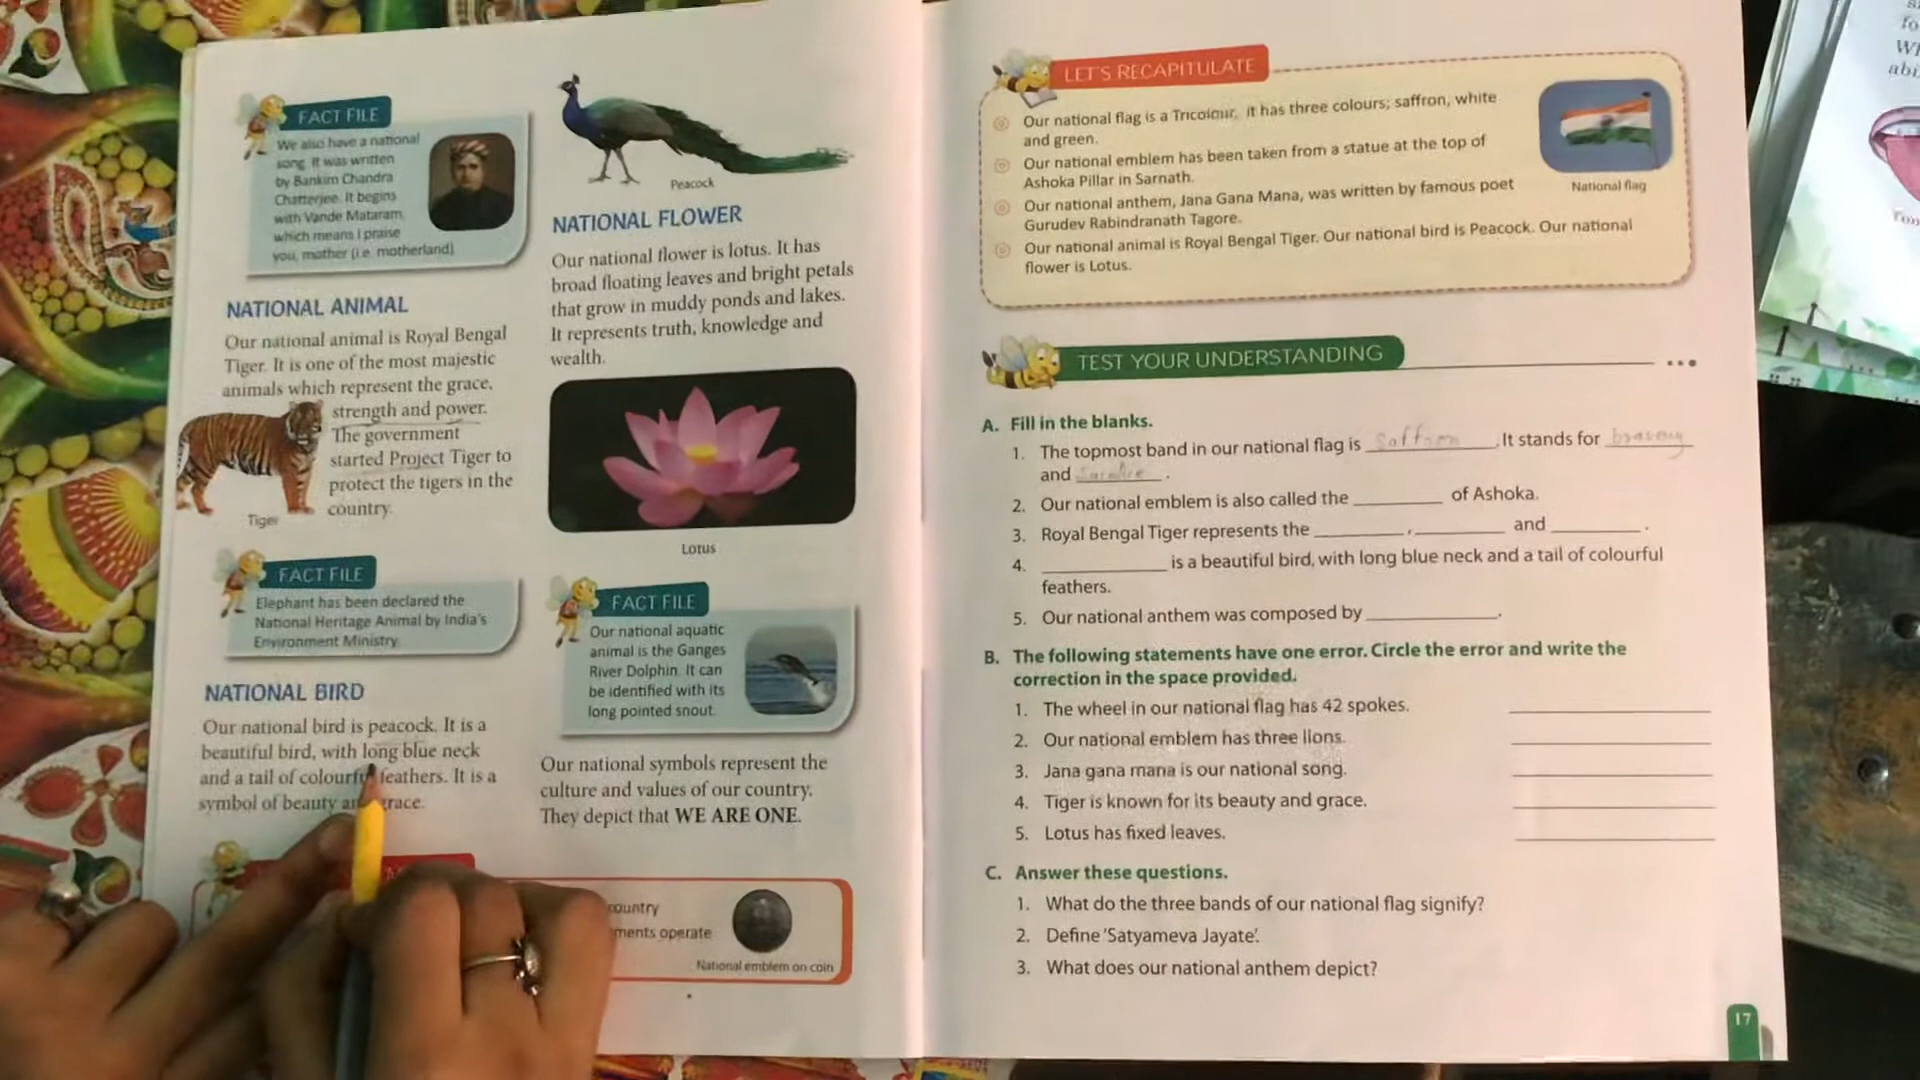 FACT FILE
We also have a national
song. It was written
by Bankim Chandra
Chatterjee. It begins
with Vande Mataram,
which means I praise
you, mother (i.e. motherland).
NATIONAL ANIMAL
Our national animal is Royal Bengal
Tiger. It is one of the most majestic
animals which represent the grace,
strength and power.
The government
started Project Tiger to
protect the tigers in the
country.
Tiger
FACT FILE
Elephant has been declared the
National Heritage Animal by India's
Environment Ministry.
NATIONAL BIRD
Our national bird is peacock. It is a
beautiful bird, with long blue neck
and a tail of colourful feathers. It is a
symbol of beauty and grace.
Peacock
NATIONAL FLOWER
Our national flower is lotus. It has
broad floating leaves and bright petals
that grow in muddy ponds and lakes.
It represents truth, knowledge and
wealth.
Lotus
FACT FILE
Our national aquatic
animal is the Ganges
River Dolphin. It can
be identified with its
long pointed snout.
Our national symbols represent the
culture and values of our country.
They depict that WE ARE ONE.
country
ments operate
National emblem on coin
LET'S RECAPITULATE
Our national flag is a Tricolour, it has three colours; saffron, white
and green.
Our national emblem has been taken from a statue at the top of
Ashoka Pillar in Sarnath.
Our national anthem, Jana Gana Mana, was written by famous poet
Gurudev Rabindranath Tagore.
Our national animal is Royal Bengal Tiger. Our national bird is Peacock. Our national
flower is Lotus.
National flag
TEST YOUR UNDERSTANDING
A. Fill in the blanks.
1. The topmost band in our national flag is saffron. It stands for bravery
and .
2. Our national emblem is also called the ________ of Ashoka.
3. Royal Bengal Tiger represents the ________, ________ and ________.
4. ________ is a beautiful bird, with long blue neck and a tail of colourful
feathers.
5. Our national anthem was composed by ________.
B. The following statements have one error. Circle the error and write the
correction in the space provided.
1. The wheel in our national flag has 42 spokes. ________
2. Our national emblem has three lions. ________
3. Jana gana mana is our national song. ________
4. Tiger is known for its beauty and grace. ________
5. Lotus has fixed leaves. ________
C. Answer these questions.
1. What do the three bands of our national flag signify?
2. Define 'Satyameva Jayate'.
3. What does our national anthem depict?
17